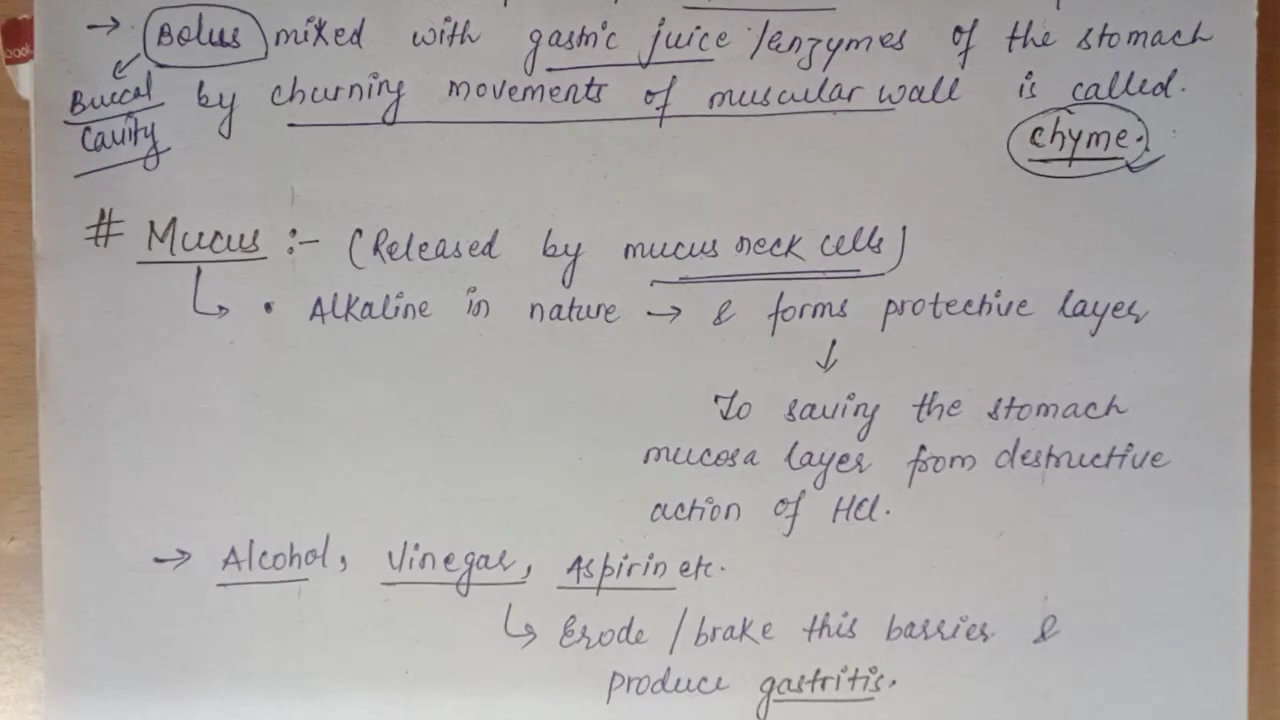 → Bolus mixed with gastric juice /enzymes of the stomach
Buccal Cavity
by churning movements of muscular wall is called.
chyme.
# Mucus :- (Released by mucus neck cells)
• Alkaline in nature → & forms protective layer
↓
To saving the stomach
mucosa layer from destructive
action of HCl.
→ Alcohol, Vinegar, Aspirin etc.
↳ Erode /brake this barrier &
produce gastritis.